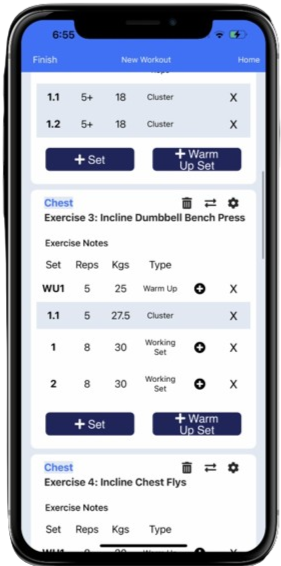 6:55
Finish New Workout Home
1.1 5+ 18 Cluster
1.2 5+ 18 Cluster
+ Set + Warm Up Set
Chest
Exercise 3: Incline Dumbbell Bench Press
Exercise Notes
Set Reps Kgs Type
WU1 5 25 Warm Up X
1.1 5 27.5 Cluster X
1 8 30 Working Set X
2 8 30 Working Set X
+ Set + Warm Up Set
Chest
Exercise 4: Incline Chest Flys
Exercise Notes
Set Reps Kgs Type